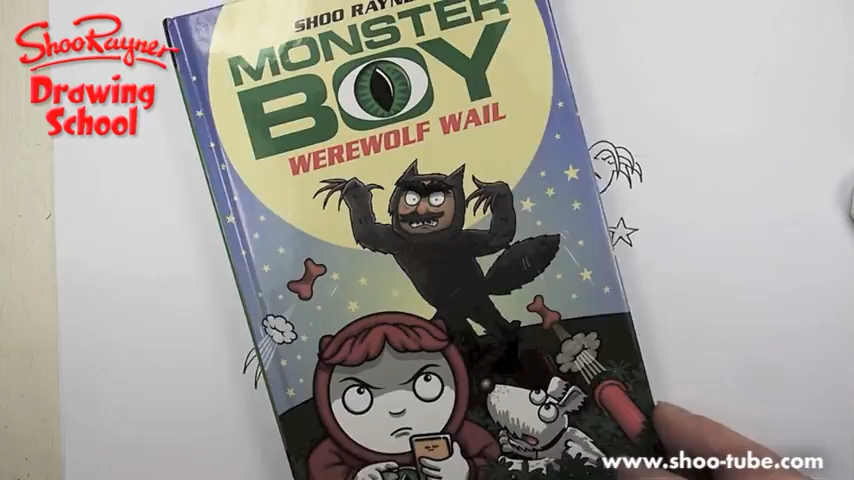 Shoo Rayner
Drawing
School
SHOO RAYNE
MONSTER
BOY
WEREWOLF WAIL
www.shoo-tube.com